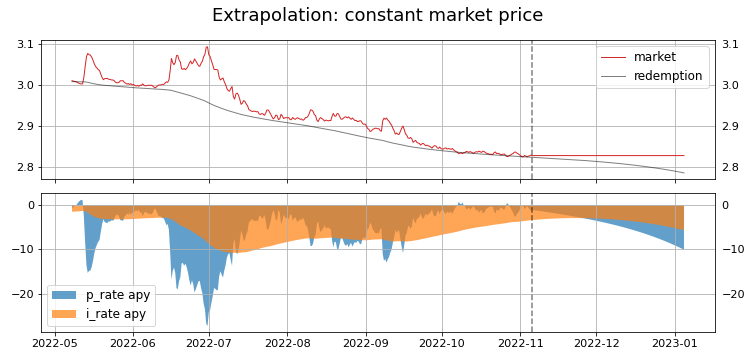 Extrapolation: constant market price
3.1
3.1
market
redemption
3.0
3.0
2.9
2.9
2.8
2.8
0
0
−10
−10
p_rate apy
−20
−20
i_rate apy
2022-05 2022-06 2022-07 2022-08 2022-09 2022-10 2022-11 2022-12 2023-01